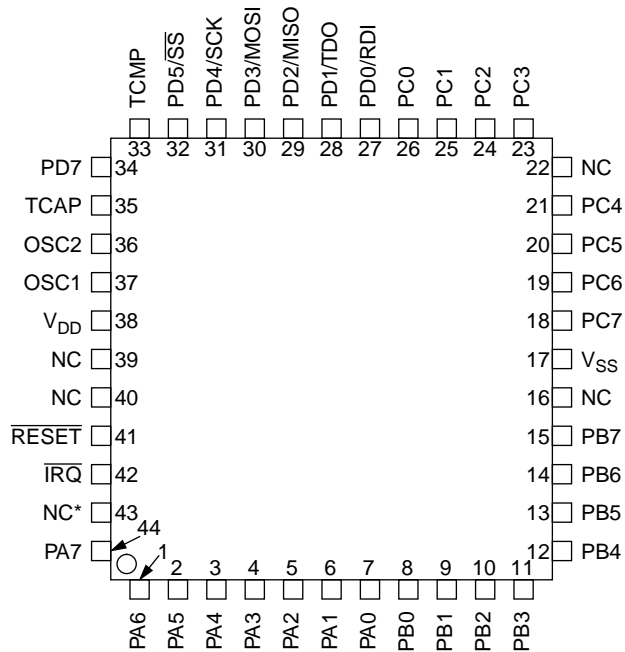 TCMP PD5/SS PD4/SCK PD3/MOSI PD2/MISO PD1/TDO PD0/RDI PC0 PC1 PC2 PC3
33 32 31 30 29 28 27 26 25 24 23
PD7 34 22 NC
TCAP 35 21 PC4
OSC2 36 20 PC5
OSC1 37 19 PC6
VDD 38 18 PC7
NC 39 17 VSS
NC 40 16 NC
RESET 41 15 PB7
IRQ 42 14 PB6
NC* 43 13 PB5
PA7 44 12 PB4
1 2 3 4 5 6 7 8 9 10 11
PA6 PA5 PA4 PA3 PA2 PA1 PA0 PB0 PB1 PB2 PB3